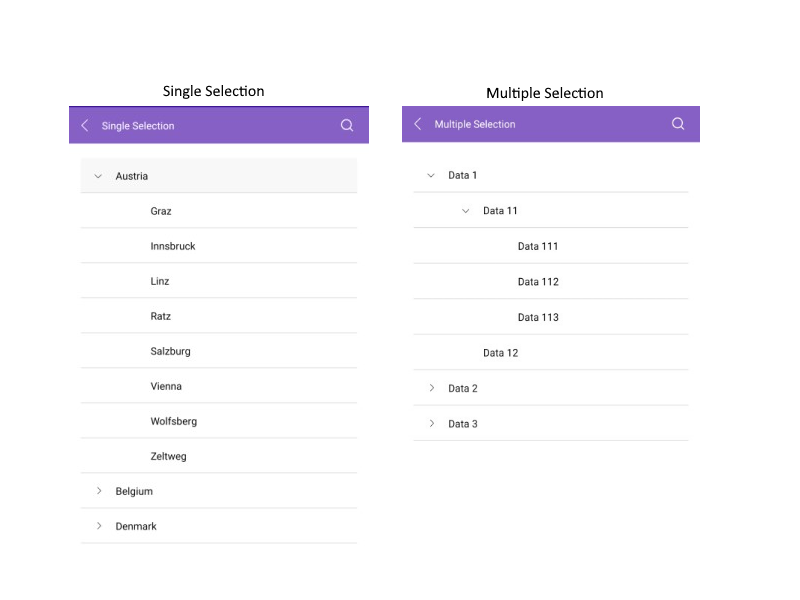 Single Selection
Single Selection
Austria
Graz
Innsbruck
Linz
Ratz
Salzburg
Vienna
Wolfsberg
Zeltweg
Belgium
Denmark
Multiple Selection
Multiple Selection
Data 1
Data 11
Data 111
Data 112
Data 113
Data 12
Data 2
Data 3